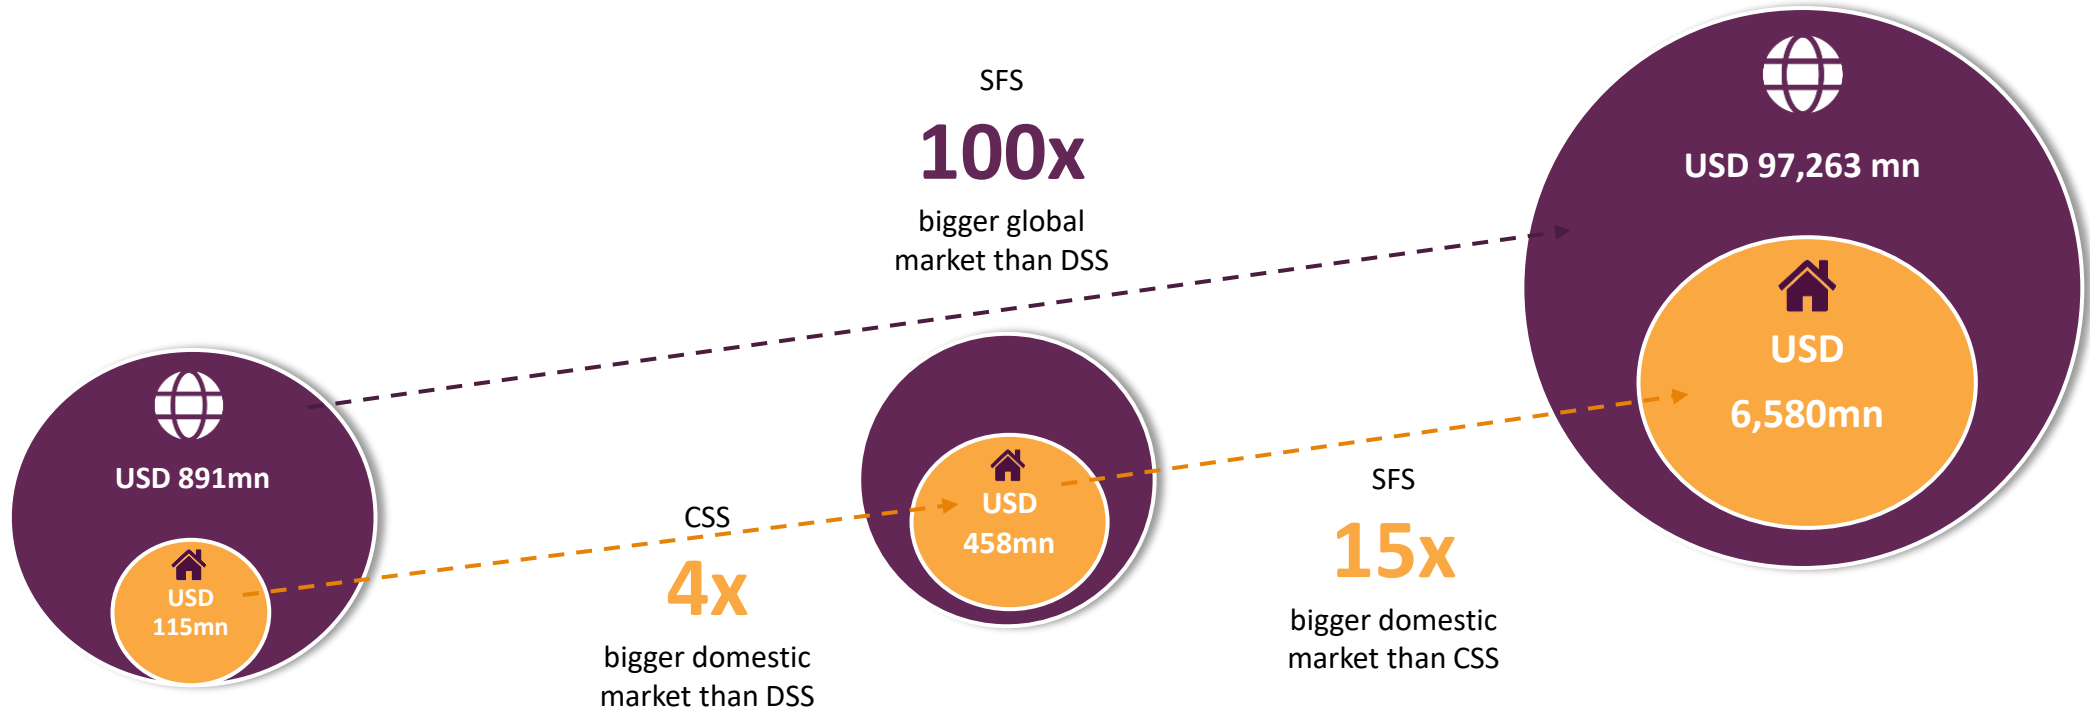 SFS
100x
bigger global
market than DSS
USD 97,263 mn
USD
6,580mn
USD 891mn
USD
115mn
CSS
4x
bigger domestic
market than DSS
USD
458mn
SFS
15x
bigger domestic
market than CSS